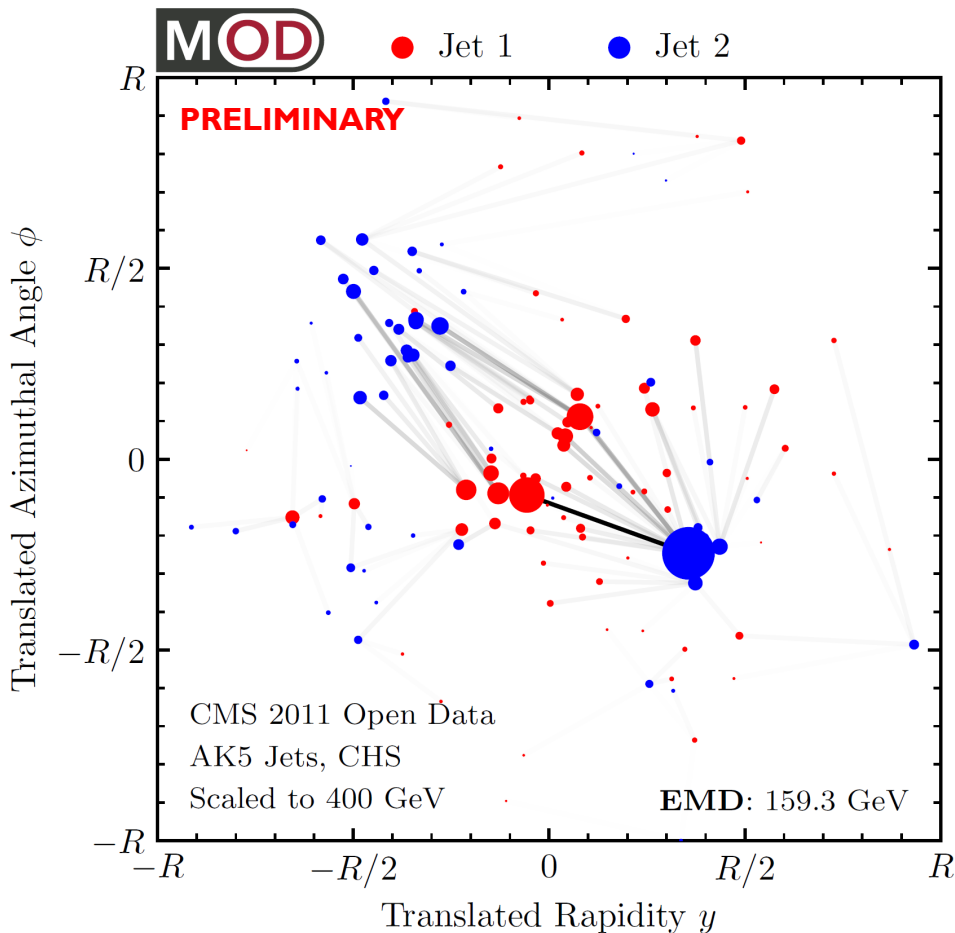 MOD
Jet 1
Jet 2
PRELIMINARY
R
R/2
0
−R/2
−R
Translated Azimuthal Angle ϕ
CMS 2011 Open Data
AK5 Jets, CHS
Scaled to 400 GeV
EMD: 159.3 GeV
−R
−R/2
0
R/2
R
Translated Rapidity y